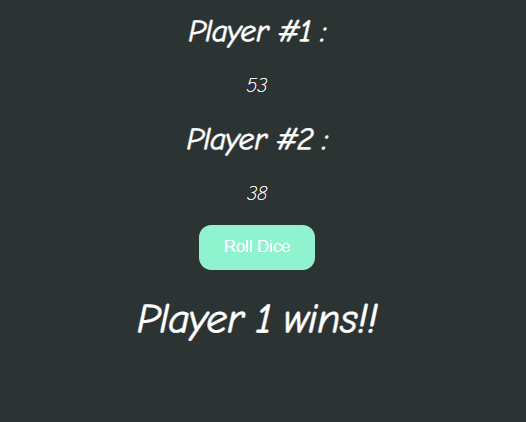 Player #1 :
53
Player #2 :
38
Roll Dice
Player 1 wins!!